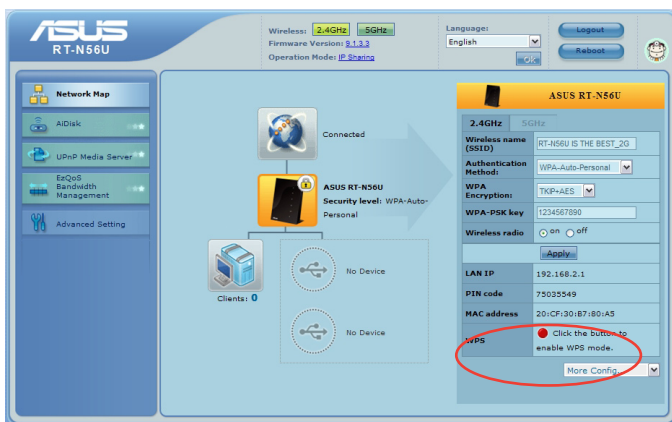 ASUS
RT-N56U
Wireless: 2.4GHz 5GHz
Firmware Version: 9.1.3.3
Operation Mode: IP Sharing
Language:
English
OK
Logout
Reboot
Network Map
AiDisk
UPnP Media Server
EzQoS
Bandwidth
Management
Advanced Setting
Connected
ASUS RT-N56U
Security level: WPA-Auto-
Personal
Clients: 0
No Device
No Device
ASUS RT-N56U
2.4GHz 5GHz
Wireless name
(SSID)
RT-N56U IS THE BEST_2G
Authentication
Method:
WPA-Auto-Personal
WPA
Encryption:
TKIP+AES
WPA-PSK key
1234567890
Wireless radio
on off
Apply
LAN IP
192.168.2.1
PIN code
75035549
MAC address
20:CF:30:B7:80:A5
WPS
Click the button to
enable WPS mode.
More Config...